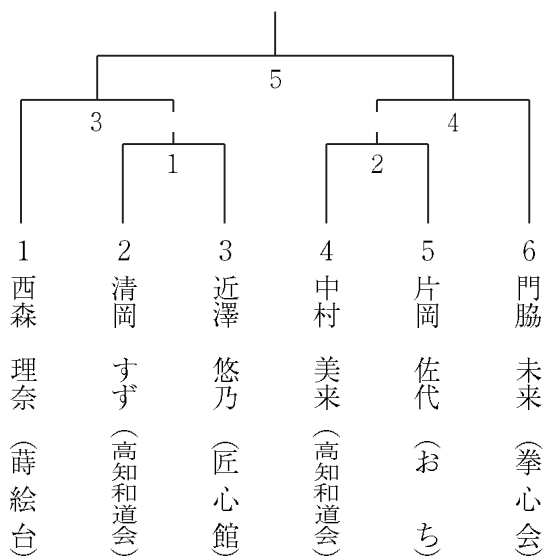 5
3
4
1
2
1 西森 理奈 (蒔絵台)
2 清岡 すず (高知和道会)
3 近澤 悠乃 (匠心館)
4 中村 美来 (高知和道会)
5 片岡 佐代 (おち)
6 門脇 未来 (拳心会)